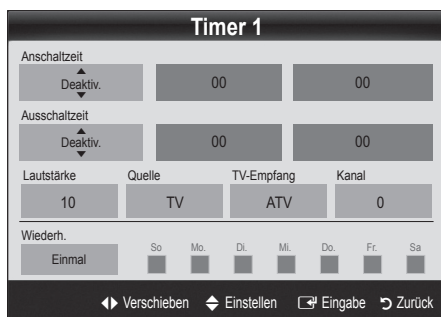 Timer 1
Anschaltzeit
Deaktiv. 00 00
Ausschaltzeit
Deaktiv. 00 00
Lautstärke Quelle TV-Empfang Kanal
10 TV ATV 0
Wiederh.
So Mo. Di. Mi. Do. Fr. Sa
Einmal
Verschieben Einstellen Eingabe Zurück